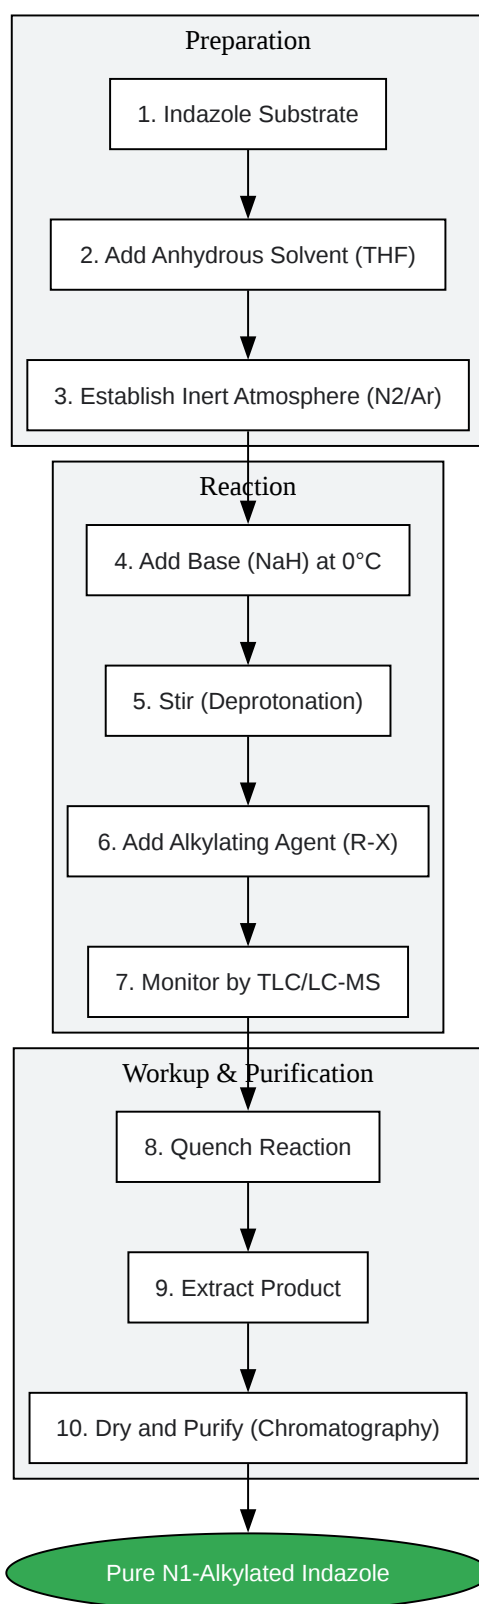 Preparation
1. Indazole Substrate
2. Add Anhydrous Solvent (THF)
3. Establish Inert Atmosphere (N2/Ar)
Reaction
4. Add Base (NaH) at 0°C
5. Stir (Deprotonation)
6. Add Alkylating Agent (R-X)
7. Monitor by TLC/LC-MS
Workup & Purification
8. Quench Reaction
9. Extract Product
10. Dry and Purify (Chromatography)
Pure N1-Alkylated Indazole